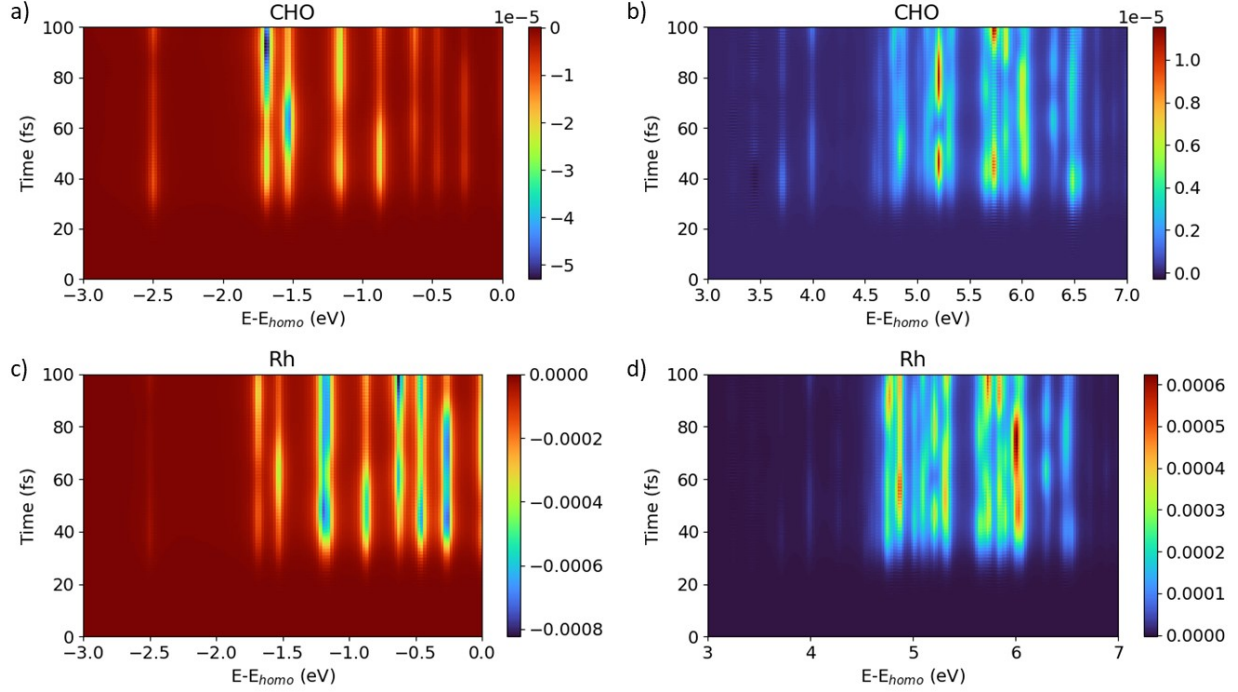 a)
CHO
1e−5
100
80
60
40
20
0
Time (fs)
−3.0 −2.5 −2.0 −1.5 −1.0 −0.5 0.0
E-E_homo (eV)
0
−1
−2
−3
−4
−5
b)
CHO
1e−5
100
80
60
40
20
0
Time (fs)
3.0 3.5 4.0 4.5 5.0 5.5 6.0 6.5 7.0
E-E_homo (eV)
1.0
0.8
0.6
0.4
0.2
0.0
c)
Rh
100
80
60
40
20
0
Time (fs)
−3.0 −2.5 −2.0 −1.5 −1.0 −0.5 0.0
E-E_homo (eV)
0.0000
−0.0002
−0.0004
−0.0006
−0.0008
d)
Rh
100
80
60
40
20
0
Time (fs)
3 4 5 6 7
E-E_homo (eV)
0.0006
0.0005
0.0004
0.0003
0.0002
0.0001
0.0000